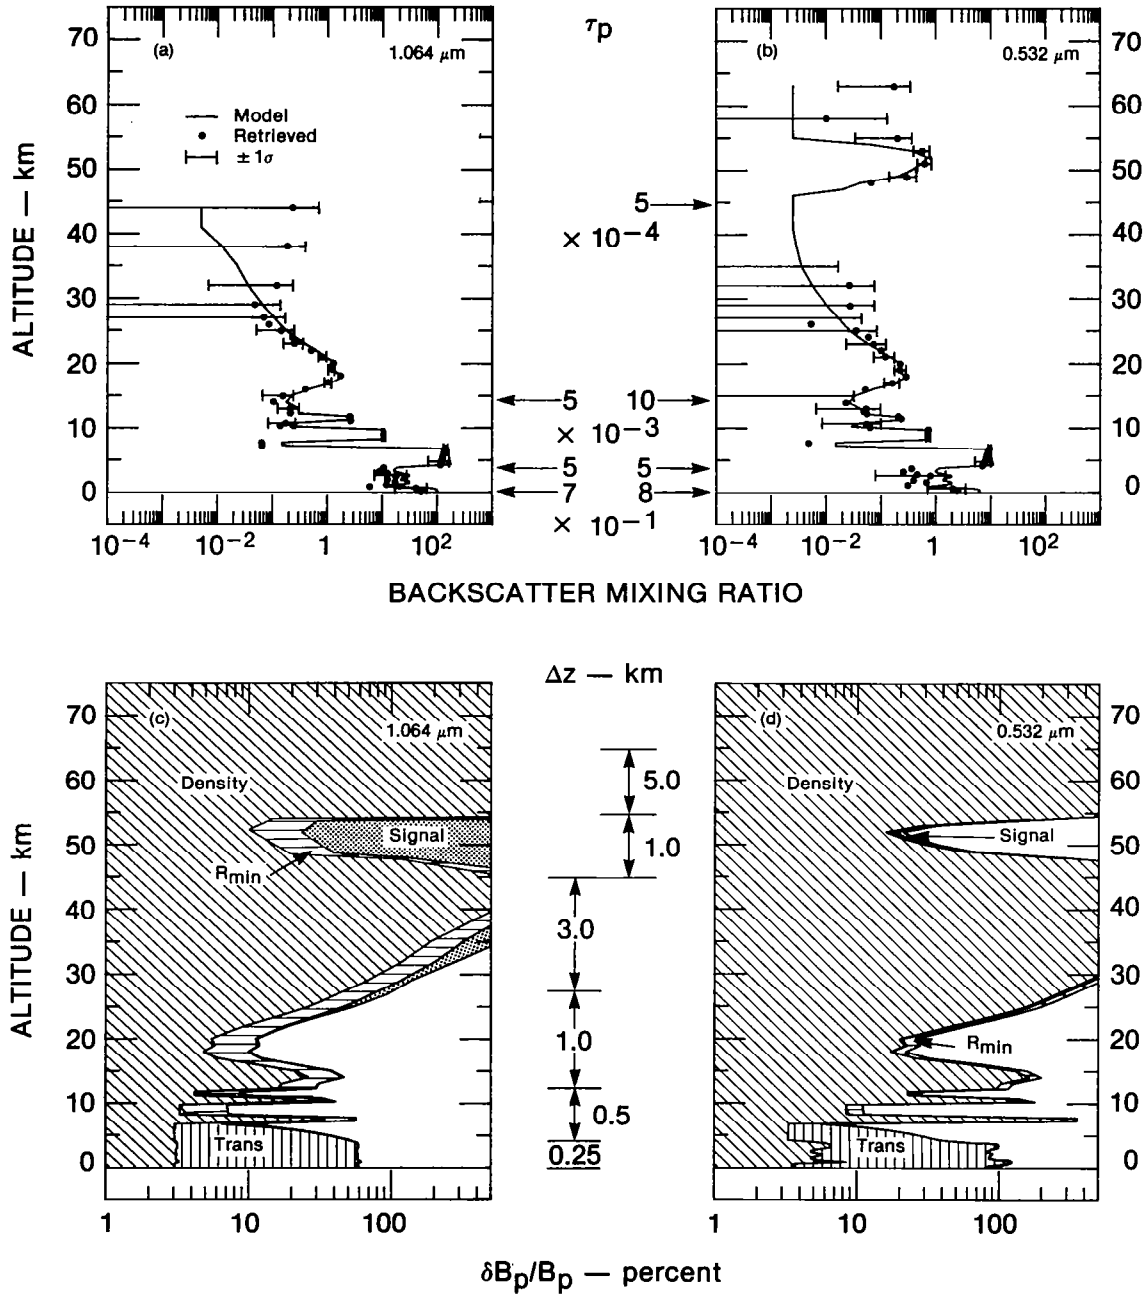 τp
(a)
1.064 μm
Model
Retrieved
± 1σ
70
60
50
40
30
20
10
0
ALTITUDE — km
10⁻⁴
10⁻²
1
10²
5
× 10⁻⁴
5
10
× 10⁻³
5
5
7
8
× 10⁻¹
(b)
0.532 μm
70
60
50
40
30
20
10
0
10⁻⁴
10⁻²
1
10²
BACKSCATTER MIXING RATIO
Δz — km
(c)
1.064 μm
Density
Signal
Rmin
Trans
70
60
50
40
30
20
10
0
ALTITUDE — km
1
10
100
5.0
1.0
3.0
1.0
0.5
0.25
(d)
0.532 μm
Density
Signal
Rmin
Trans
70
60
50
40
30
20
10
0
1
10
100
δBp/Bp — percent